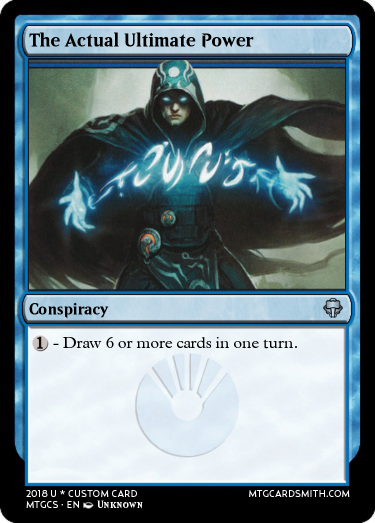 The Actual Ultimate Power
Conspiracy
1 - Draw 6 or more cards in one turn.
2018 U * CUSTOM CARD
MTGCARDSMITH.COM
MTGCS · EN Unknown